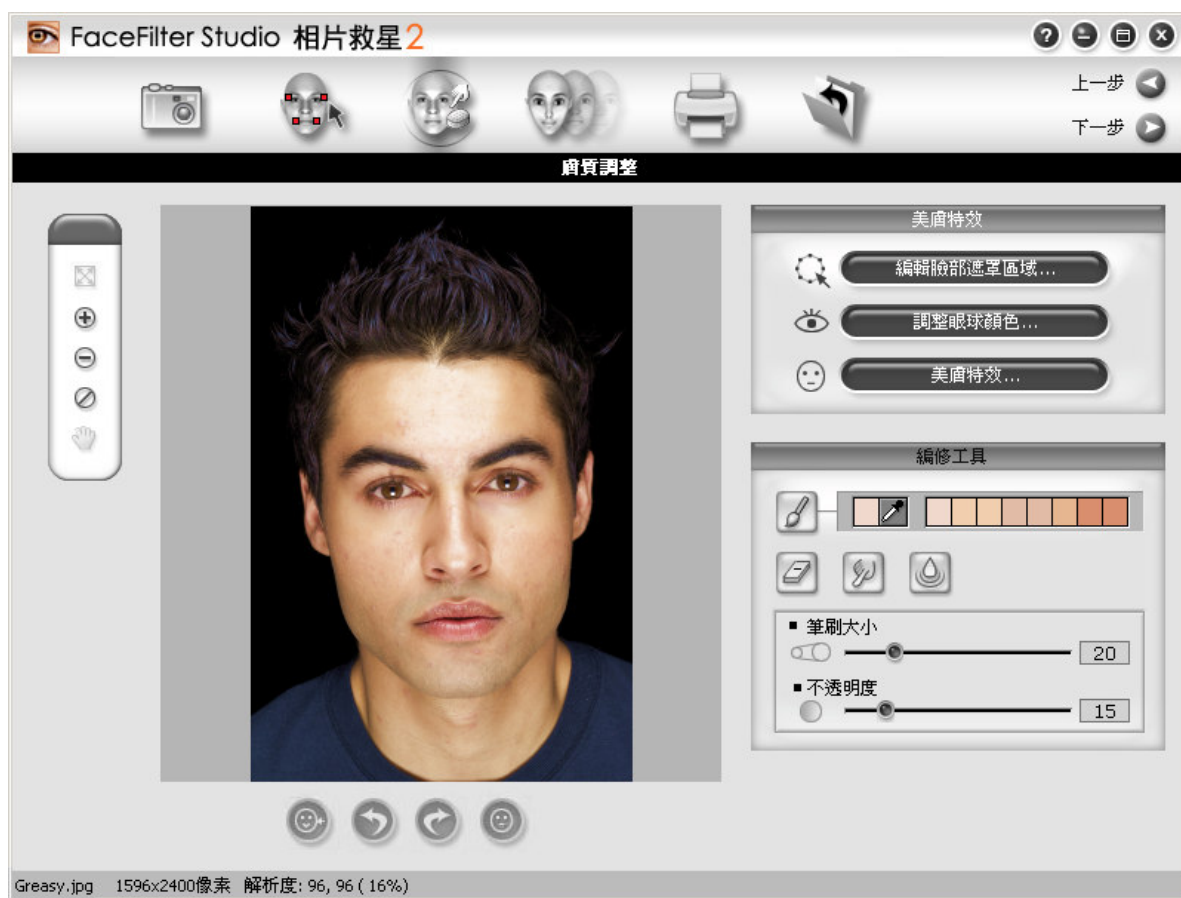 FaceFilter Studio 相片救星2
上一步
下一步
膚質調整
美膚特效
編輯臉部遮罩區域...
調整眼球顏色...
美膚特效...
編修工具
筆刷大小
20
不透明度
15
Greasy.jpg 1596x2400像素 解析度: 96, 96 ( 16%)